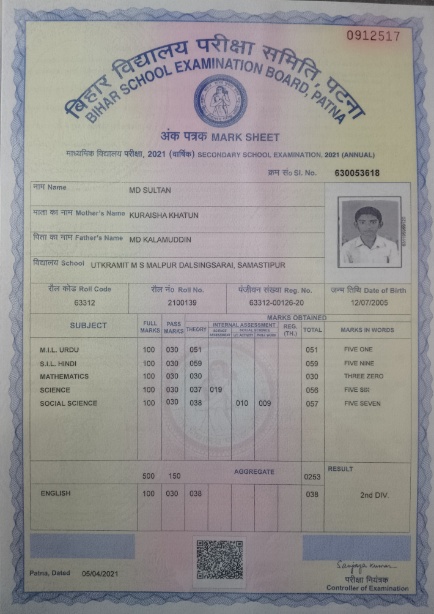 0912517
बिहार विद्यालय परीक्षा समिति, पटना
BIHAR SCHOOL EXAMINATION BOARD, PATNA
अंक पत्रक MARK SHEET
माध्यमिक विद्यालय परीक्षा, 2021 (वार्षिक) SECONDARY SCHOOL EXAMINATION, 2021 (ANNUAL)
क्रम सं० Sl. No. 630053618
नाम Name MD SULTAN
माता का नाम Mother's Name KURAISHA KHATUN
पिता का नाम Father's Name MD KALAMUDDIN
विद्यालय School UTKRAMIT M S MALPUR DALSINGSARAI, SAMASTIPUR
रौल कोड Roll Code रौल नं० Roll No. पंजीयन संख्या Reg. No. जन्म तिथि Date of Birth
63312 2100139 63312-00126-20 12/07/2005
MARKS OBTAINED
SUBJECT FULL MARKS PASS MARKS THEORY INTERNAL ASSESSMENT REG. (TH.) TOTAL MARKS IN WORDS
M.I.L. URDU 100 030 051 051 FIVE ONE
S.I.L. HINDI 100 030 059 059 FIVE NINE
MATHEMATICS 100 030 030 030 THREE ZERO
SCIENCE 100 030 037 019 056 FIVE SIX
SOCIAL SCIENCE 100 030 038 010 009 057 FIVE SEVEN
500 150 AGGREGATE 0253 RESULT
ENGLISH 100 030 038 038 2nd DIV.
Patna, Dated 05/04/2021
Sanjay Kumar
परीक्षा नियंत्रक
Controller of Examination